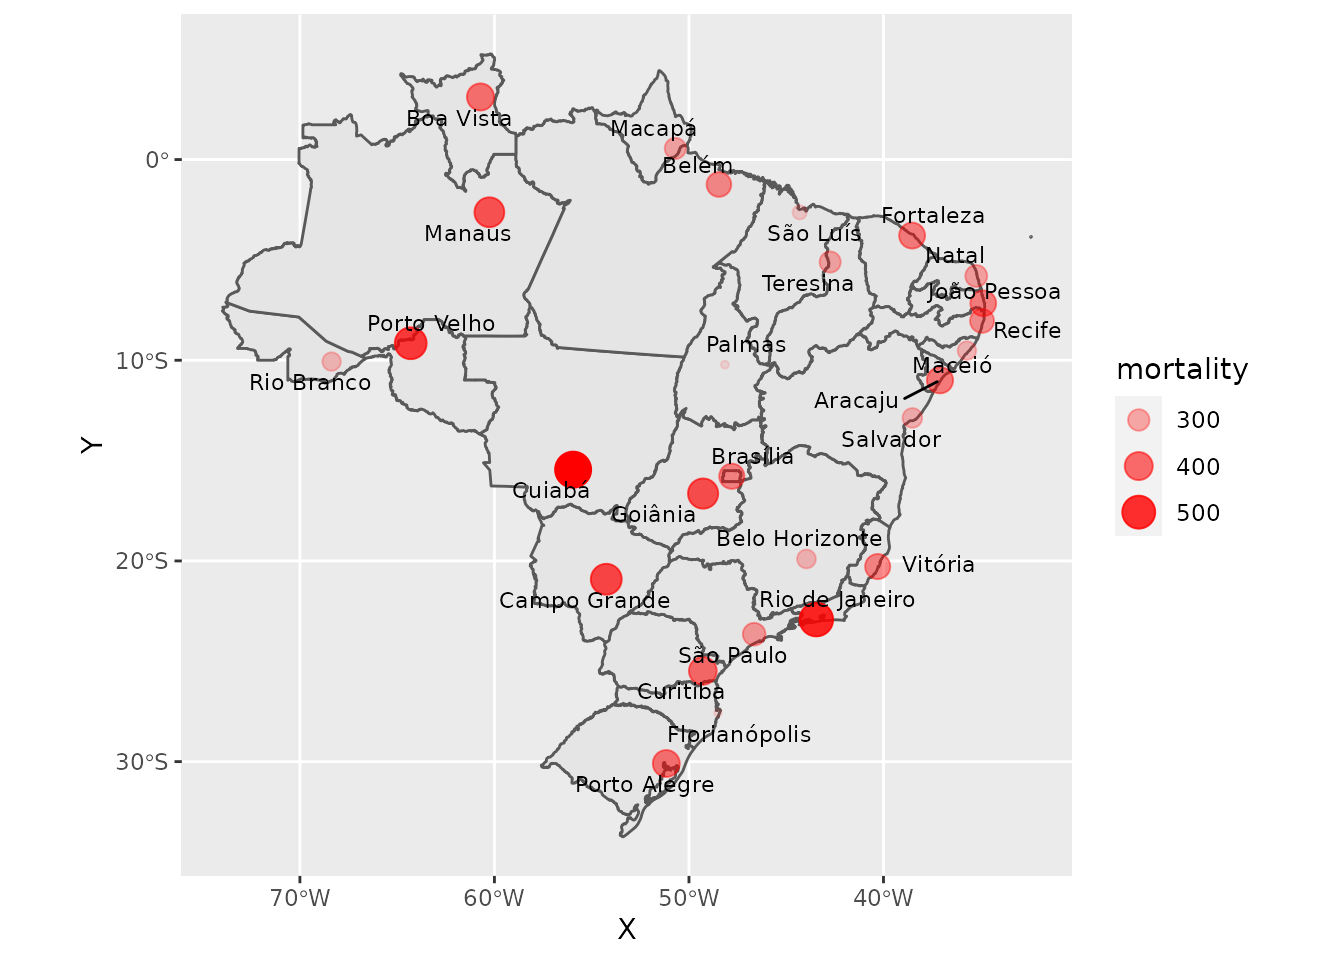 Boa Vista
Macapá
0°
Belém
Fortaleza
São Luís
Manaus
Natal
Teresina
João Pessoa
Porto Velho
Recife
Palmas
10°S
Maceió
mortality
Rio Branco
Aracaju
300
Salvador
Y
Brasília
400
Cuiabá
Goiânia
500
Belo Horizonte
20°S
Vitória
Campo Grande
Rio de Janeiro
São Paulo
Curitiba
Florianópolis
30°S
Porto Alegre
70°W 60°W 50°W 40°W
X